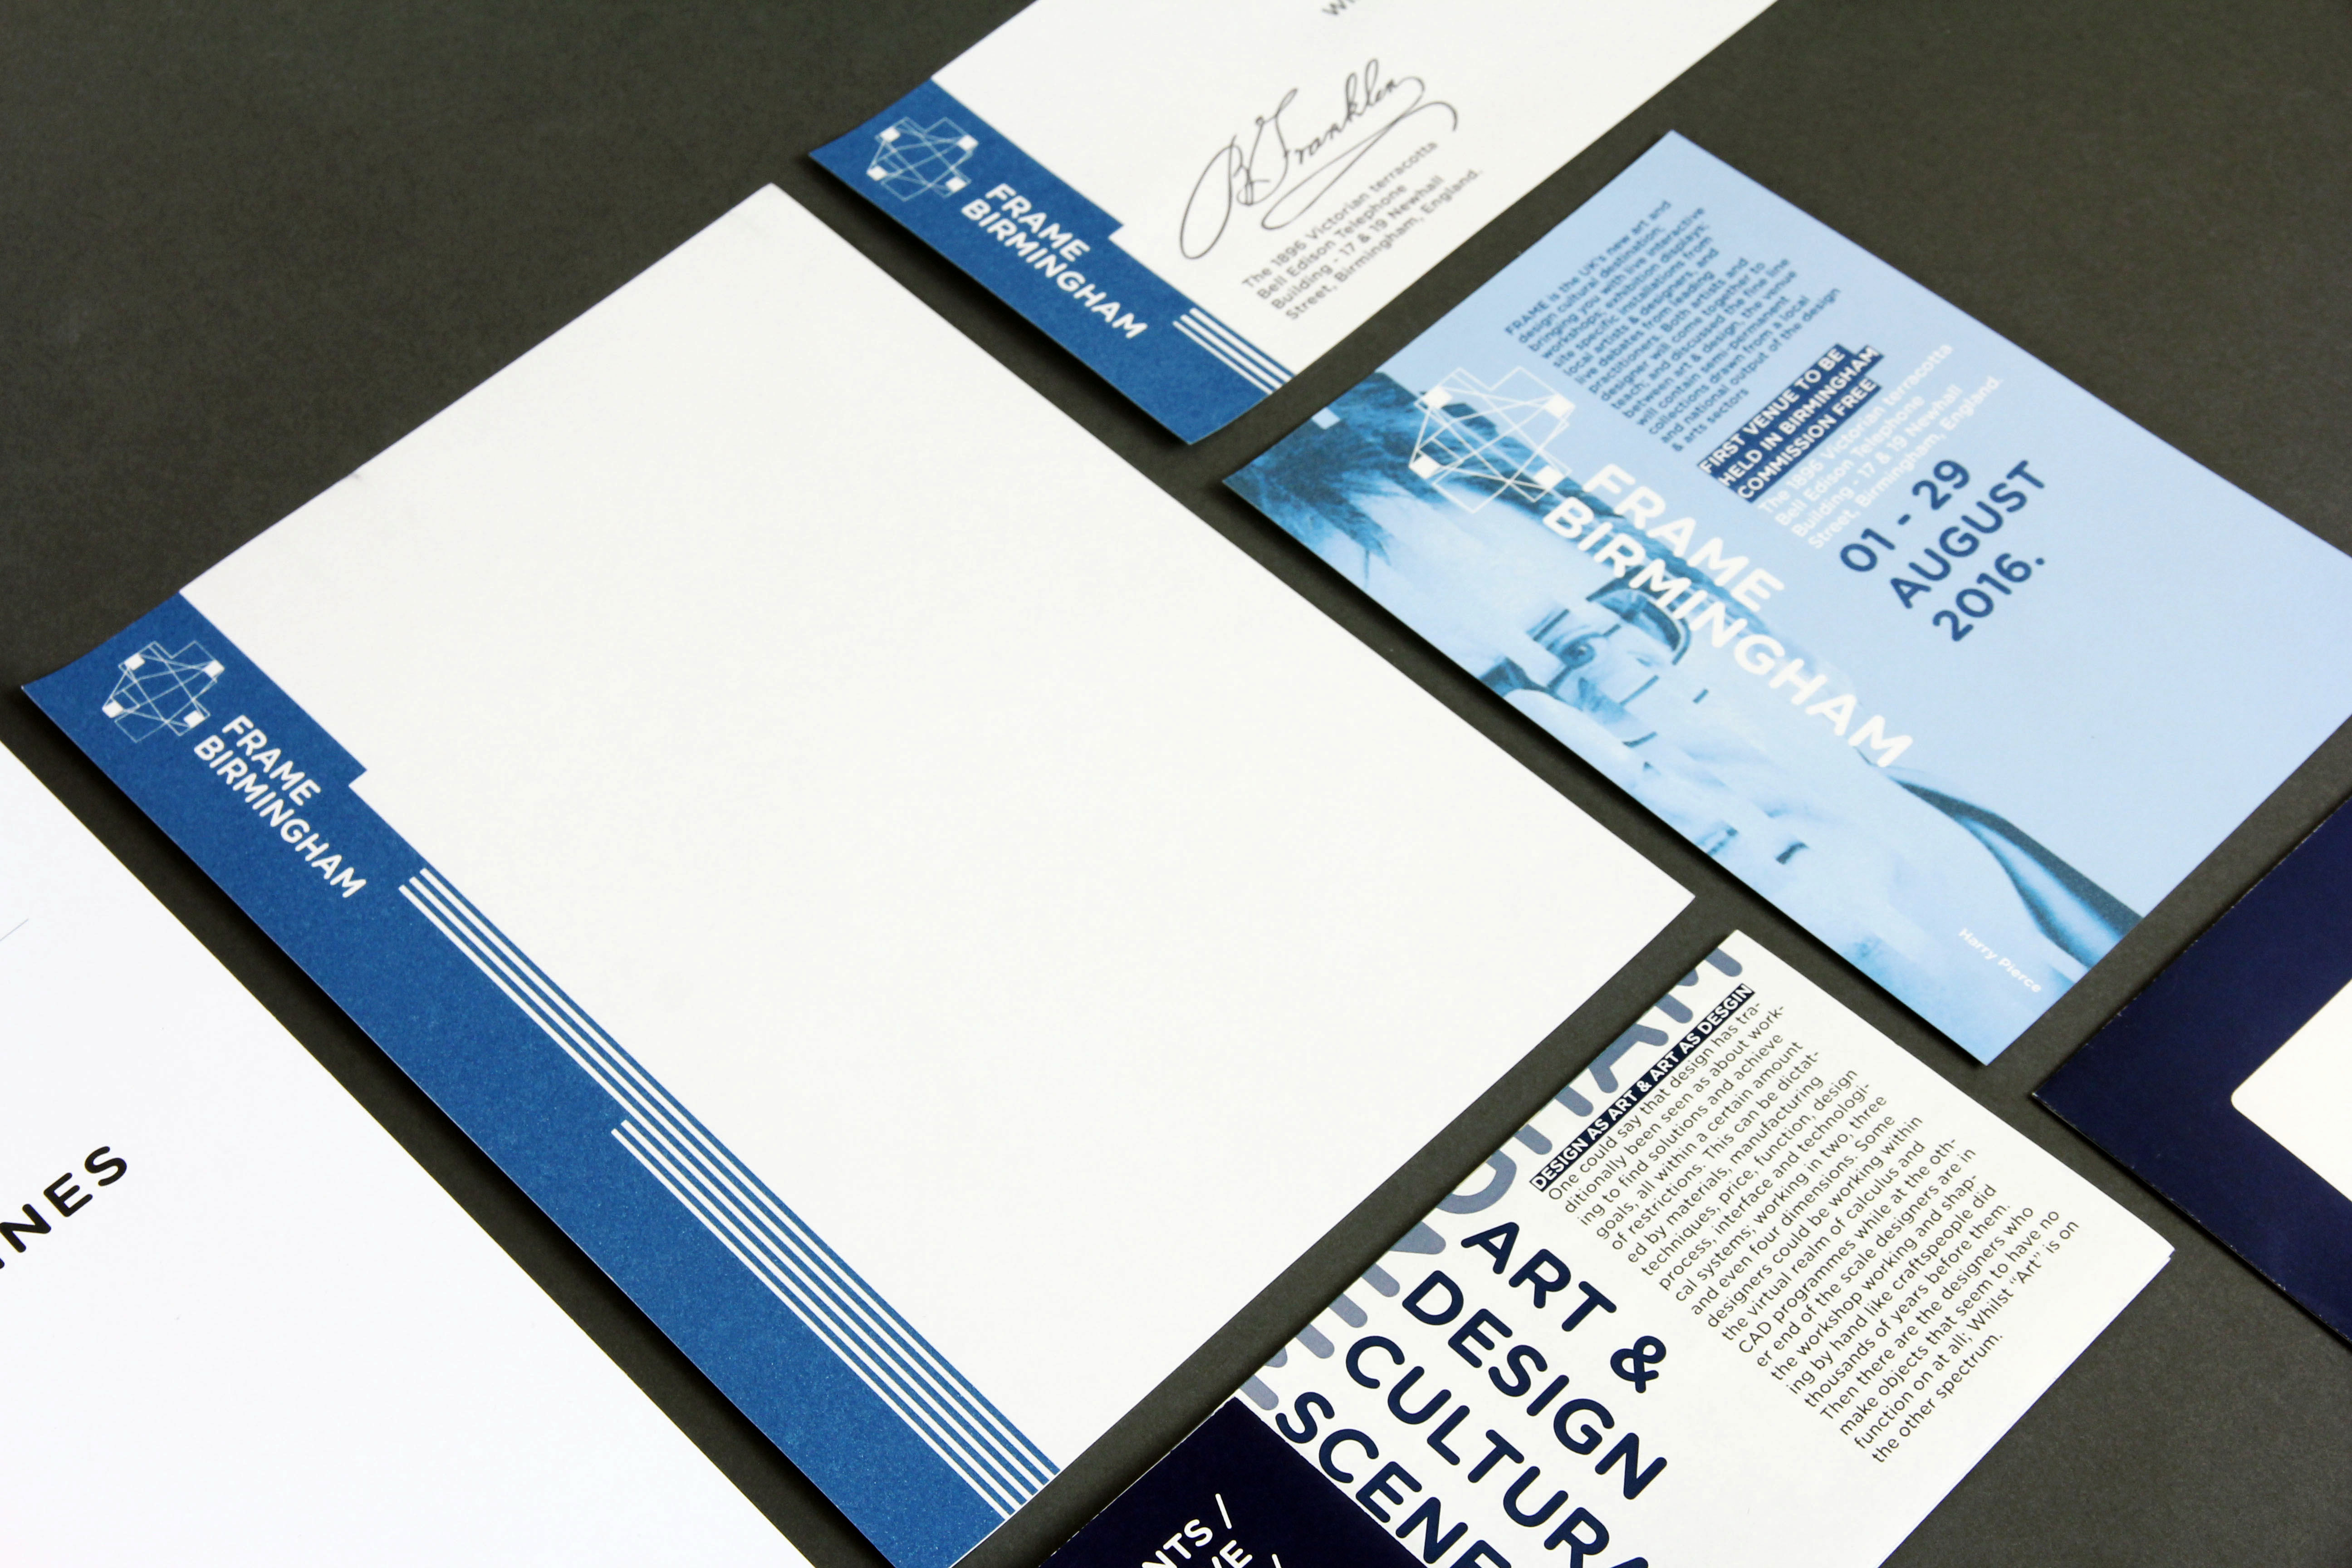 FRAME
BIRMINGHAM
B Franklin
The 1896 Victorian terracotta
Bell Edison Telephone
Building - 17 & 19 Newhall
Street, Birmingham, England.
FRAME
BIRMINGHAM
FRAME is the UK's new art and
design cultural destination;
bringing you with live interactive
workshops; exhibition displays;
site specific installations from
local artists & designers, and
live debates from leading
practitioners. Both artists and
designer will come together to
teach; and discussed the fine line
between art & design, the venue
will contain semi-permanent
collections drawn from a local
and national output of the design
& arts sectors
FIRST VENUE TO BE
HELD IN BIRMINGHAM
COMMISSION FREE
The 1896 Victorian terracotta
Bell Edison Telephone
Building - 17 & 19 Newhall
Street, Birmingham, England.
01 - 29
AUGUST
2016.
FRAME
BIRMINGHAM
Harry Pierce
DESIGN AS ART & ART AS DESGIN
One could say that design has tra-
ditionally been seen as about work-
ing to find solutions and achieve
goals, all within a certain amount
of restrictions. This can be dictat-
ed by materials, manufacturing
techniques, price, function, design
process, interface and technologi-
cal systems; working in two, three
and even four dimensions. Some
designers could be working within
the virtual realm of calculus and
CAD programmes while at the oth-
er end of the scale designers are in
the workshop working and shap-
ing by hand like craftspeople did
thousands of years before them.
Then there are the designers who
make objects that seem to have no
function on at all; Whilst "Art" is on
the other spectrum.
ART &
DESIGN
CULTURA
SCENE
NTS /
VE
NES